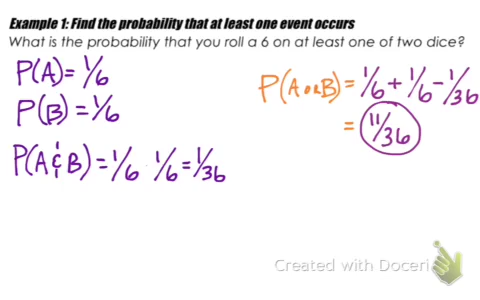 Example 1: Find the probability that at least one event occurs
What is the probability that you roll a 6 on at least one of two dice?
P(A) = 1/6
P(B) = 1/6
P(A & B) = 1/6 · 1/6 = 1/36
P(A or B) = 1/6 + 1/6 - 1/36
= 11/36
Created with Doceri